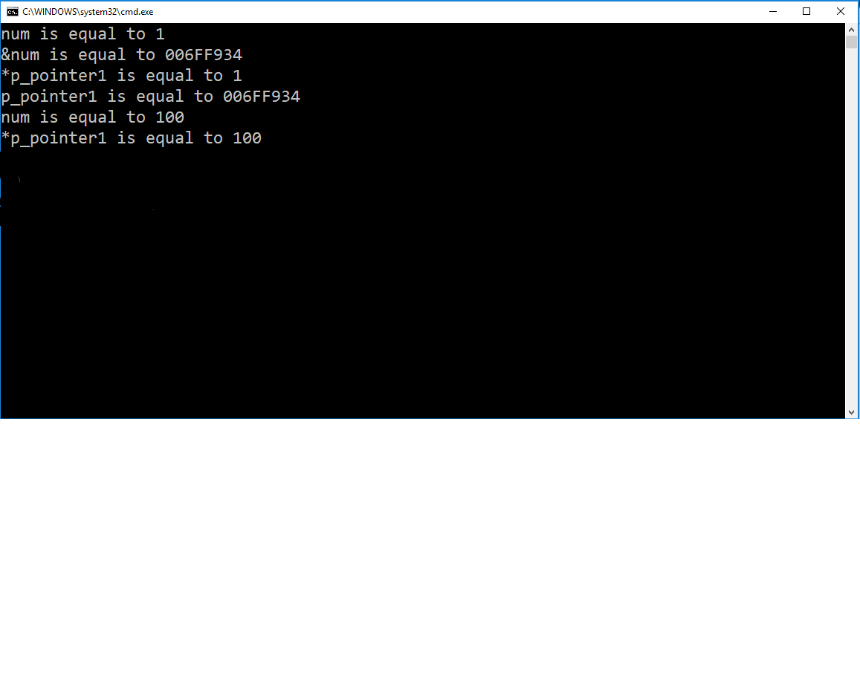 C:\WINDOWS\system32\cmd.exe
num is equal to 1
&num is equal to 006FF934
*p_pointer1 is equal to 1
p_pointer1 is equal to 006FF934
num is equal to 100
*p_pointer1 is equal to 100